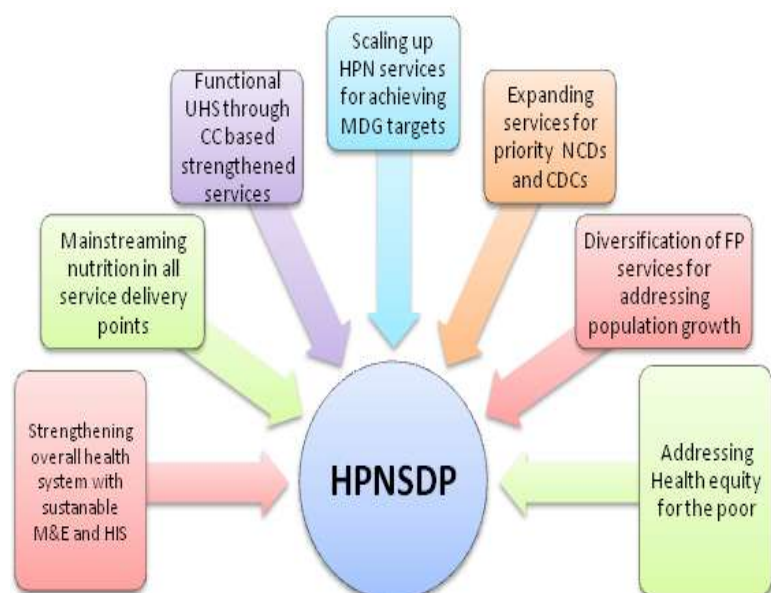 Strengthening
overall health
system with
sustanable
M&E and HIS
Mainstreaming
nutrition in all
service delivery
points
Functional
UHS through
CC based
strengthened
services
Scaling up
HPN services
for achieving
MDG targets
Expanding
services for
priority NCDs
and CDCs
Diversification of FP
services for
addressing
population growth
Addressing
Health equity
for the poor
HPNSDP